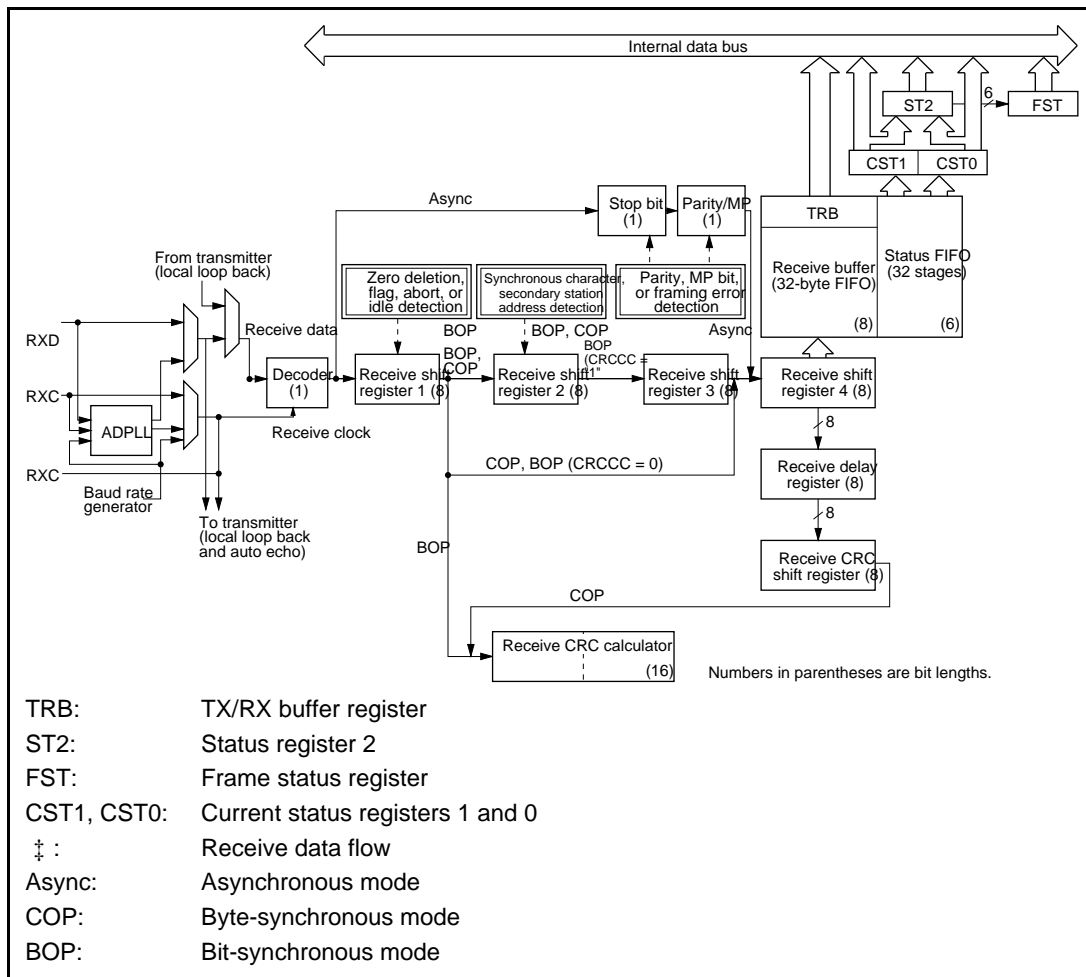 Internal data bus
6
ST2
FST
CST1
CST0
Async
Stop bit
(1)
Parity/MP
(1)
TRB
Receive buffer
(32-byte FIFO)
(8)
Status FIFO
(32 stages)
(6)
From transmitter
(local loop back)
Zero deletion,
flag, abort, or
idle detection
Synchronous character,
secondary station
address detection
Parity, MP bit,
or framing error
detection
RXD
Receive data
BOP
BOP,
COP
BOP, COP
BOP
(CRCCC =
"1"
Async
RXC
ADPLL
Decoder
(1)
Receive shift
register 1 (8)
Receive shift
register 2 (8)
Receive shift
register 3 (8)
Receive shift
register 4 (8)
Receive clock
8
RXC
Baud rate
generator
COP, BOP (CRCCC = 0)
Receive delay
register (8)
To transmitter
(local loop back
and auto echo)
BOP
8
Receive CRC
shift register (8)
COP
Receive CRC calculator
(16)
Numbers in parentheses are bit lengths.
TRB: TX/RX buffer register
ST2: Status register 2
FST: Frame status register
CST1, CST0: Current status registers 1 and 0
‡ : Receive data flow
Async: Asynchronous mode
COP: Byte-synchronous mode
BOP: Bit-synchronous mode